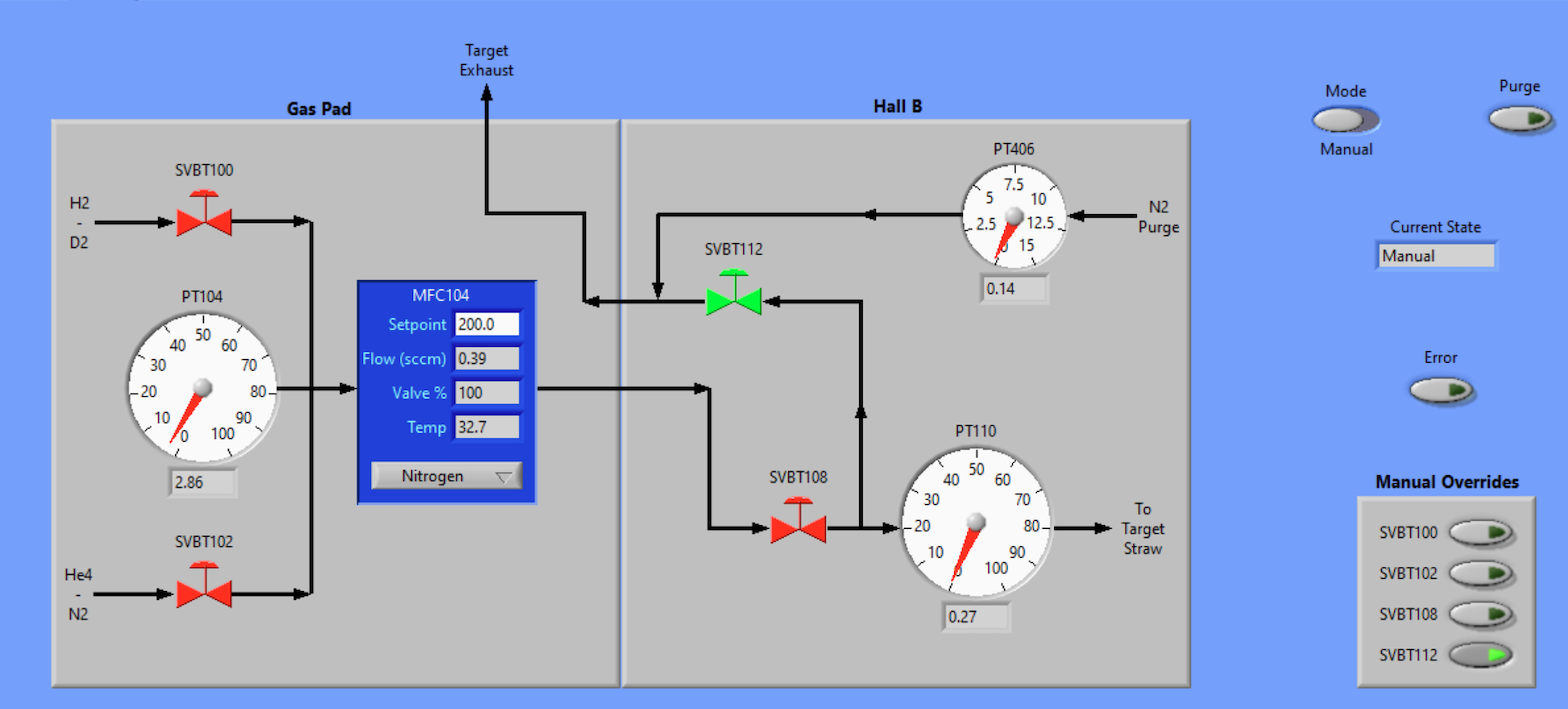 Target
Exhaust
Gas Pad
Hall B
Mode
Manual
Purge
SVBT100
H2
-
D2
PT104
0
10
20
30
40
50
60
70
80
90
100
2.86
MFC104
Setpoint 200.0
Flow (sccm) 0.39
Valve % 100
Temp 32.7
Nitrogen
SVBT102
He4
-
N2
PT406
0
2.5
5
7.5
10
12.5
15
0.14
N2
Purge
SVBT112
SVBT108
PT110
0
10
20
30
40
50
60
70
80
90
100
0.27
To
Target
Straw
Current State
Manual
Error
Manual Overrides
SVBT100
SVBT102
SVBT108
SVBT112